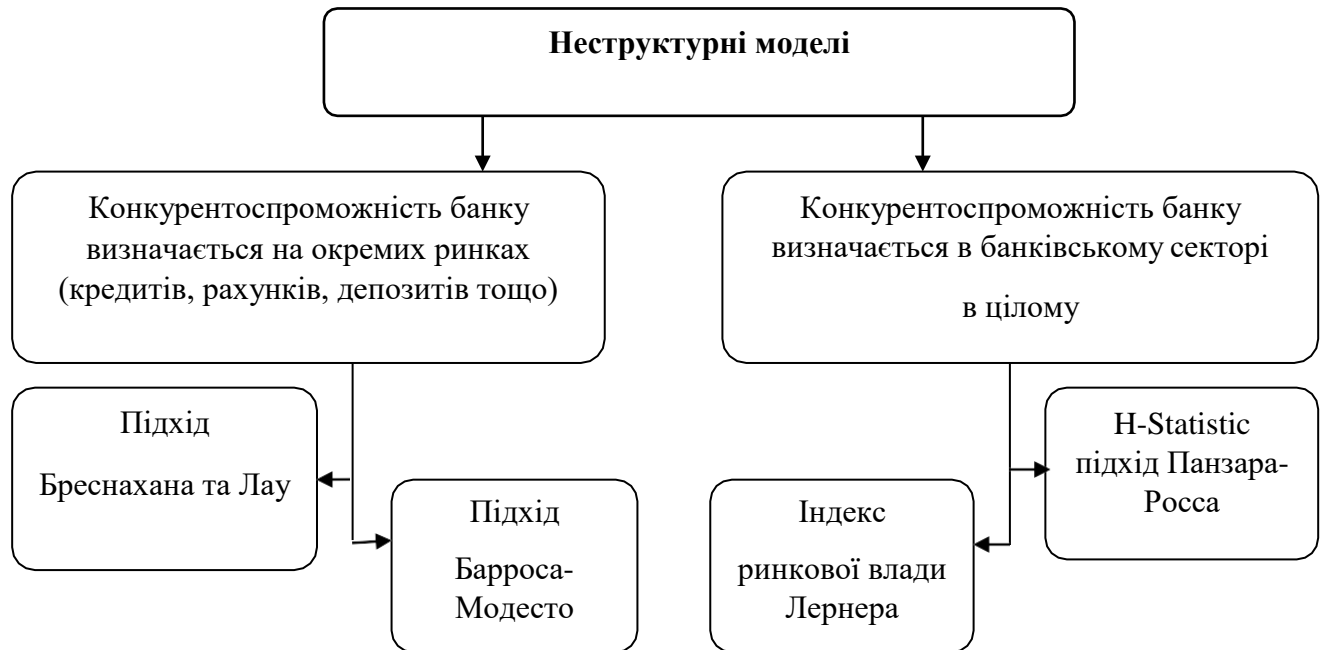 Неструктурні моделі
Конкурентоспроможність банку
визначається на окремих ринках
(кредитів, рахунків, депозитів тощо)
Конкурентоспроможність банку
визначається в банківському секторі
в цілому
Підхід
Бреснахана та Лау
Підхід
Барроса-
Модесто
Індекс
ринкової влади
Лернера
H-Statistic
підхід Панзара-
Росса